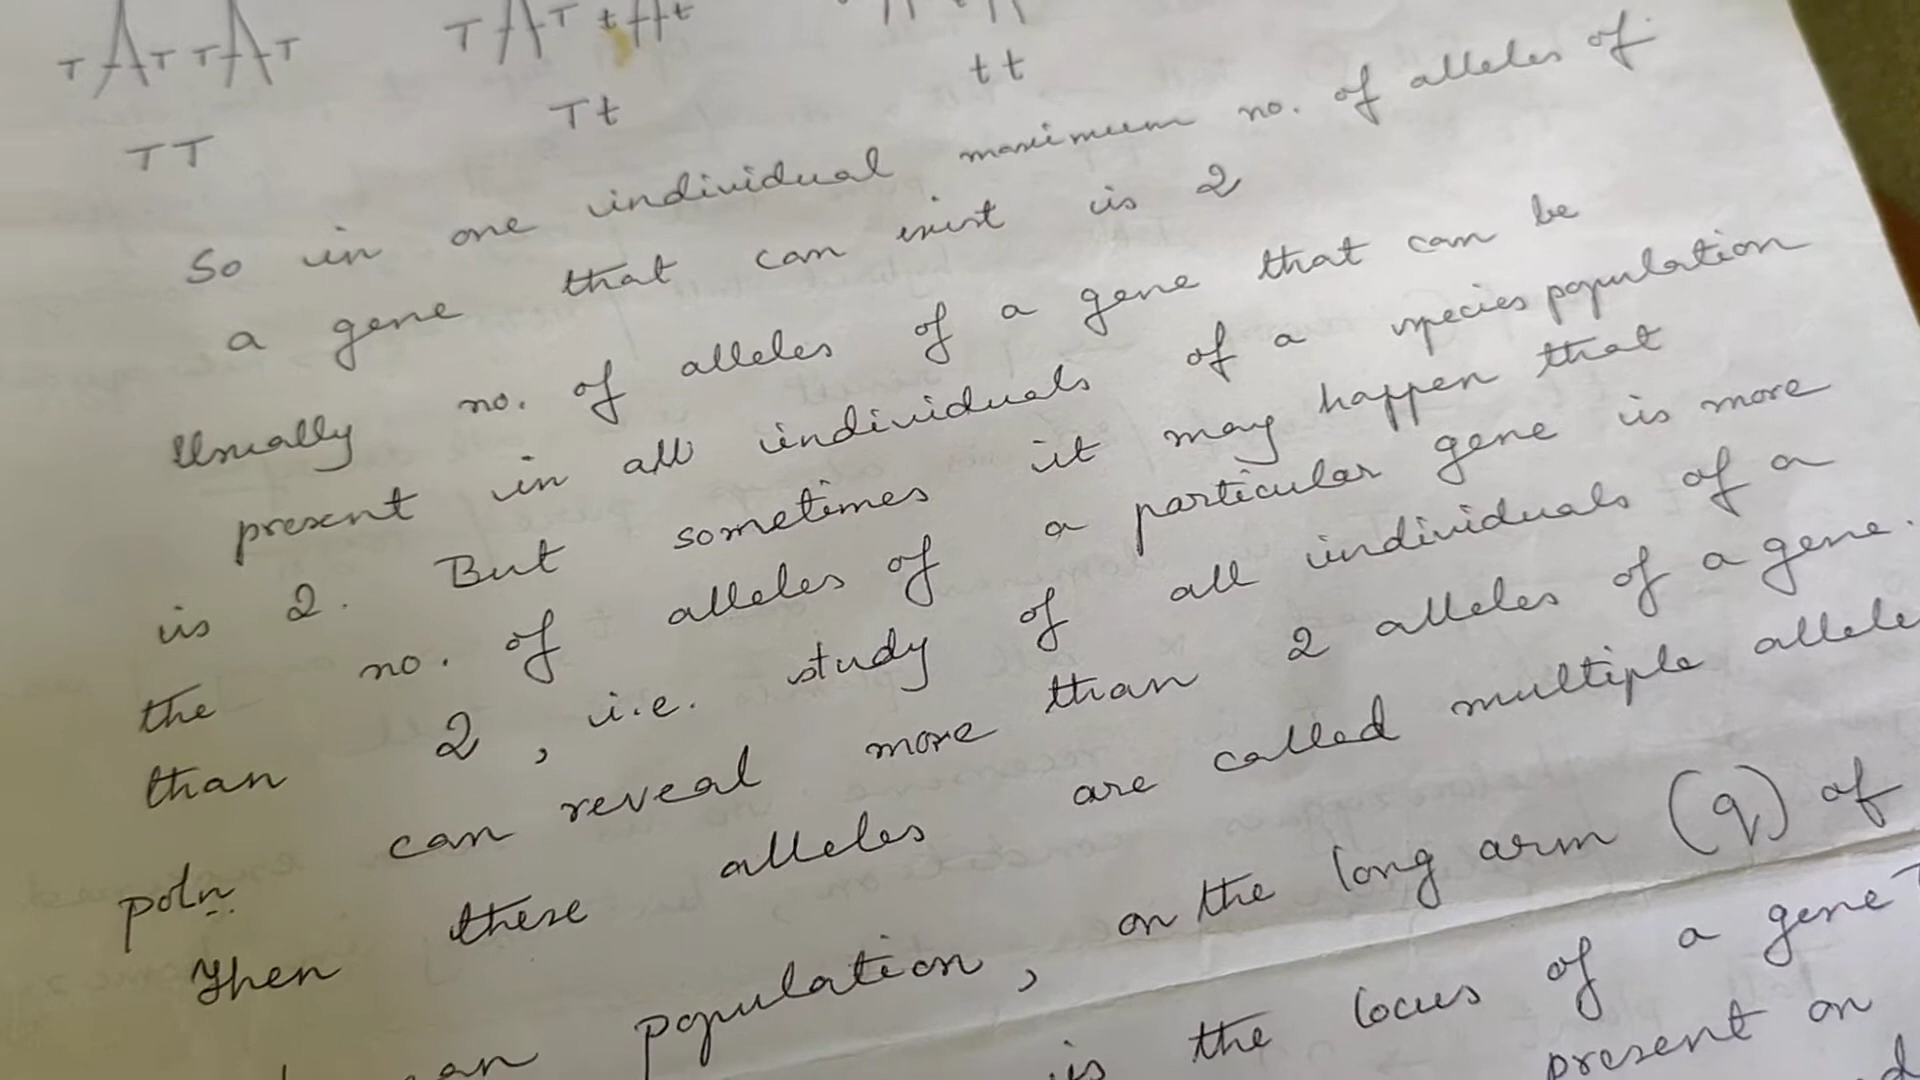 T T T T T T t t
TT Tt tt
So in one individual maximum no. of alleles of
a gene that can exist is 2
Usually no. of alleles of a gene that can be
present in all individuals of a species population
is 2. But sometimes it may happen that
the no. of alleles of a particular gene is more
than 2, i.e. study of all individuals of a
poln can reveal more than 2 alleles of a gene.
Then these alleles are called multiple allele
population, on the long arm (q) of
is the locus of a gene
present on